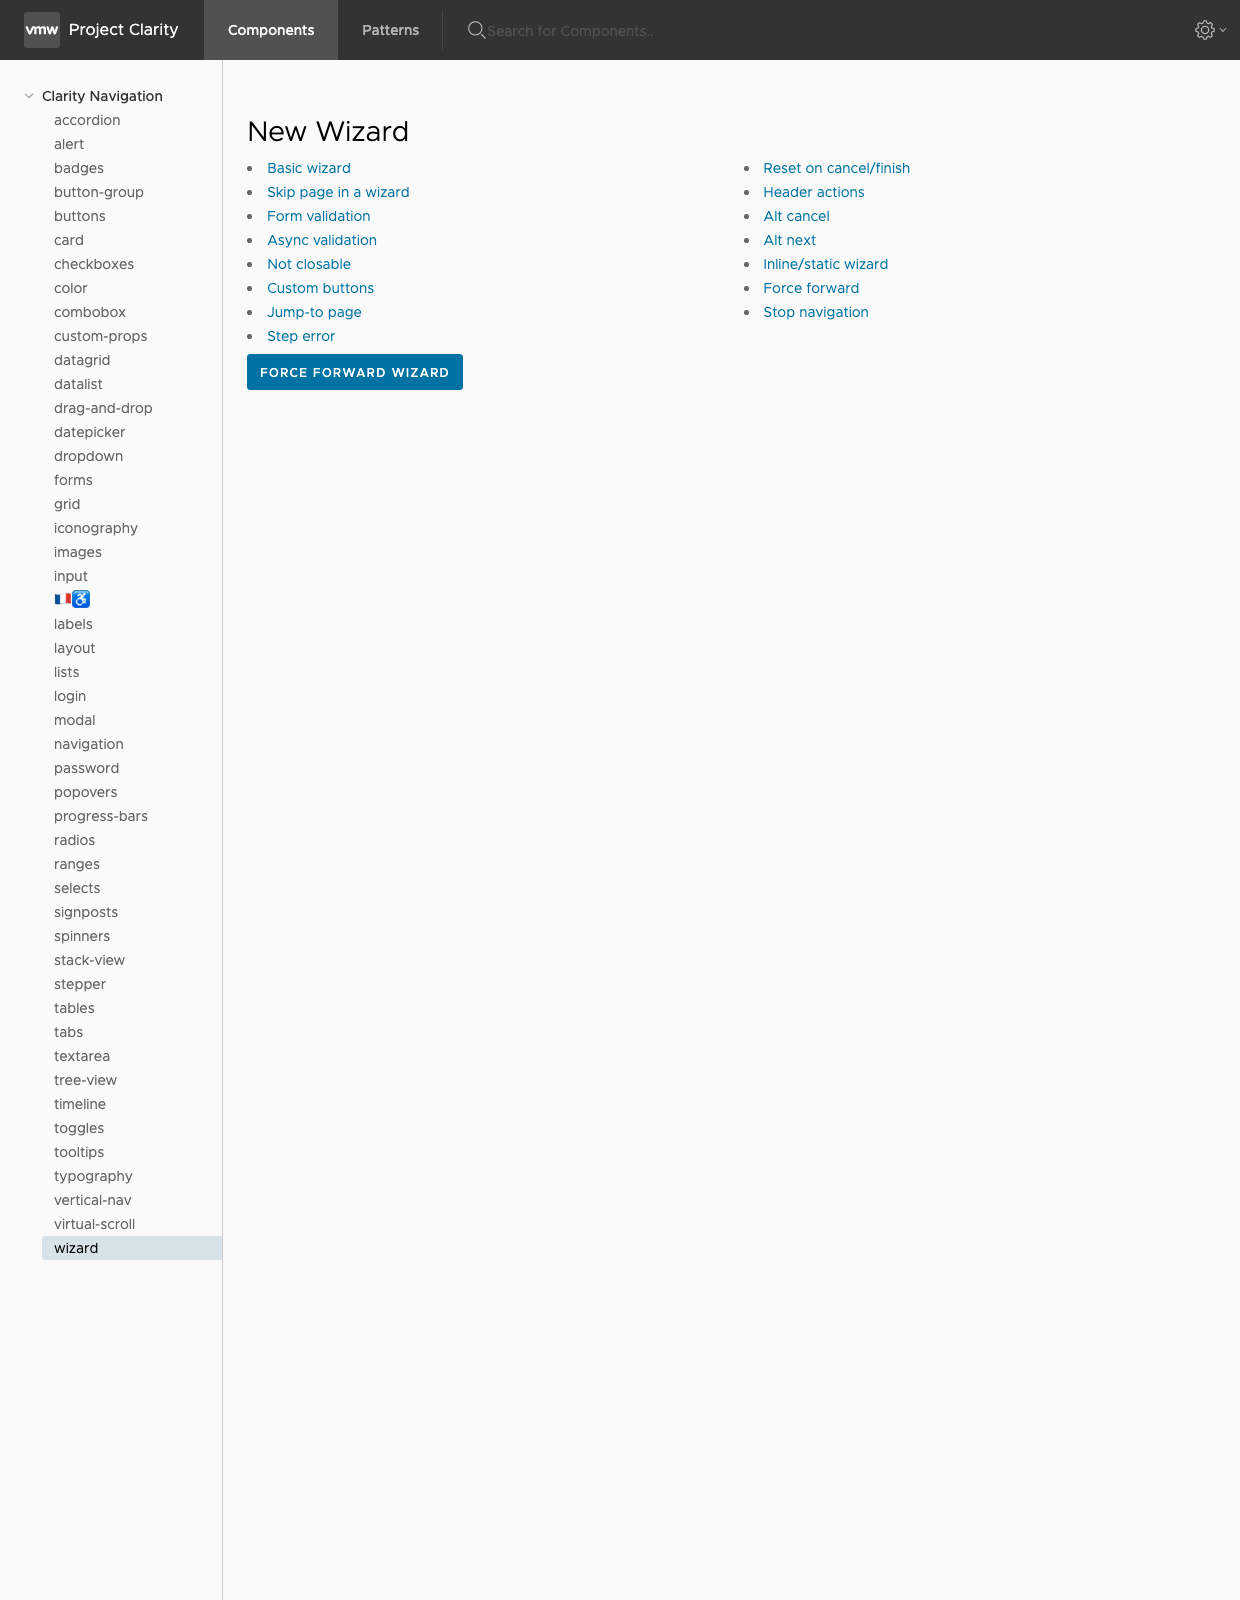 vmw Project Clarity Components Patterns Search for Components..
Clarity Navigation
accordion
alert
badges
button-group
buttons
card
checkboxes
color
combobox
custom-props
datagrid
datalist
drag-and-drop
datepicker
dropdown
forms
grid
iconography
images
input
🇫🇷♿
labels
layout
lists
login
modal
navigation
password
popovers
progress-bars
radios
ranges
selects
signposts
spinners
stack-view
stepper
tables
tabs
textarea
tree-view
timeline
toggles
tooltips
typography
vertical-nav
virtual-scroll
wizard
New Wizard
Basic wizard
Skip page in a wizard
Form validation
Async validation
Not closable
Custom buttons
Jump-to page
Step error
Reset on cancel/finish
Header actions
Alt cancel
Alt next
Inline/static wizard
Force forward
Stop navigation
FORCE FORWARD WIZARD